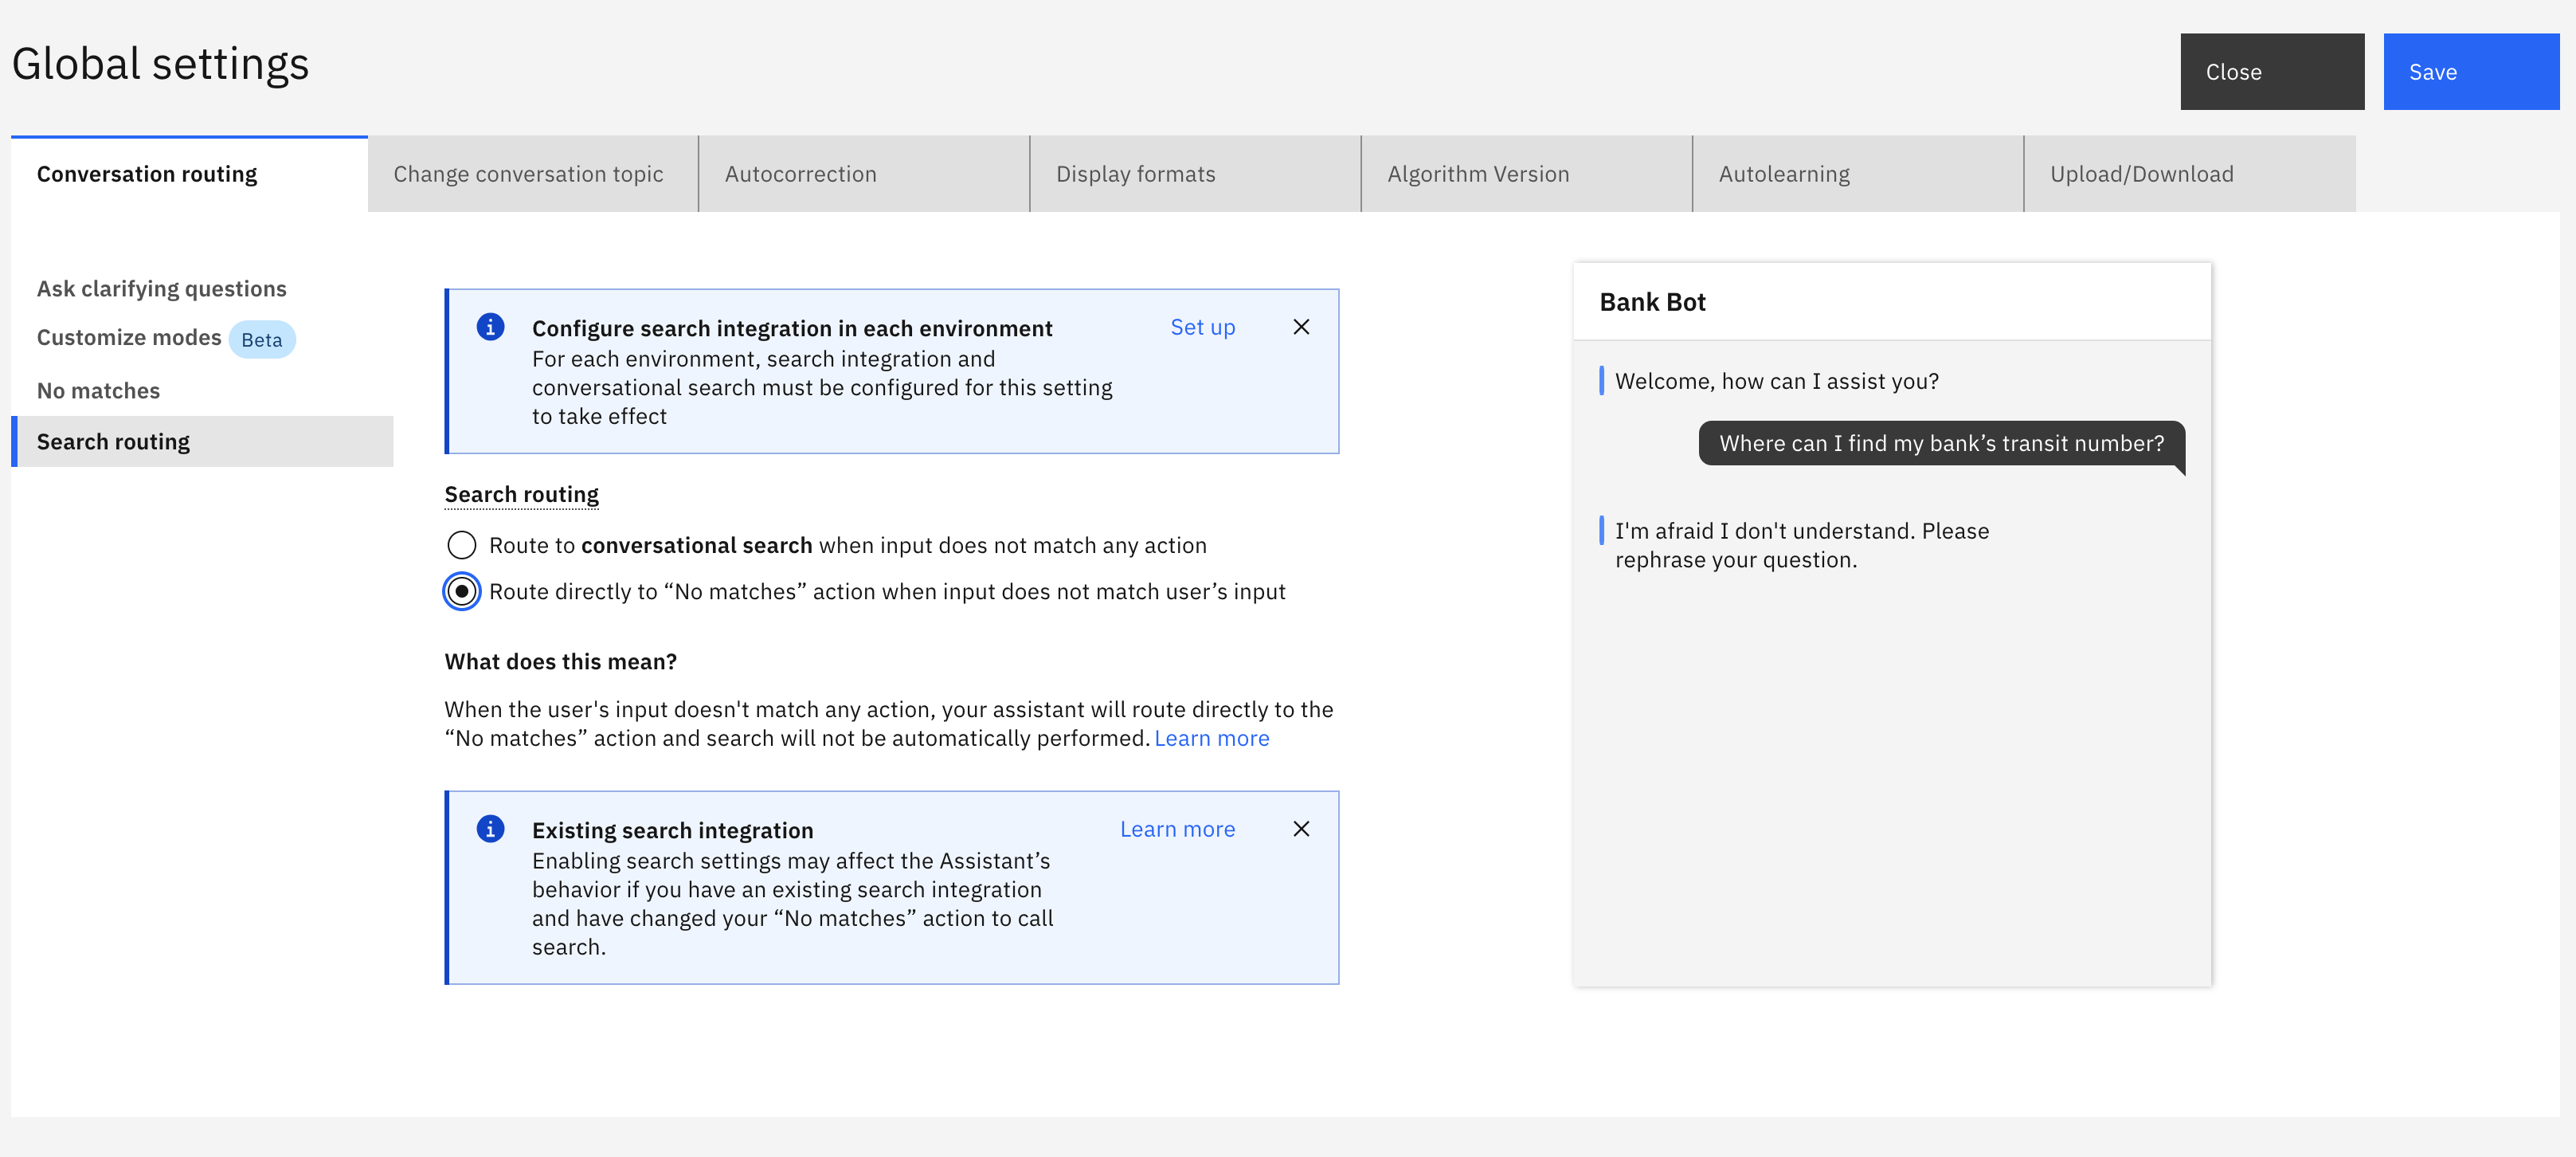 Global settings
Close
Save
Conversation routing
Change conversation topic
Autocorrection
Display formats
Algorithm Version
Autolearning
Upload/Download
Ask clarifying questions
Customize modes Beta
No matches
Search routing
Configure search integration in each environment
Set up
For each environment, search integration and
conversational search must be configured for this setting
to take effect
Search routing
Route to conversational search when input does not match any action
Route directly to “No matches” action when input does not match user’s input
What does this mean?
When the user's input doesn't match any action, your assistant will route directly to the
“No matches” action and search will not be automatically performed. Learn more
Existing search integration
Learn more
Enabling search settings may affect the Assistant’s
behavior if you have an existing search integration
and have changed your “No matches” action to call
search.
Bank Bot
Welcome, how can I assist you?
Where can I find my bank’s transit number?
I'm afraid I don't understand. Please
rephrase your question.